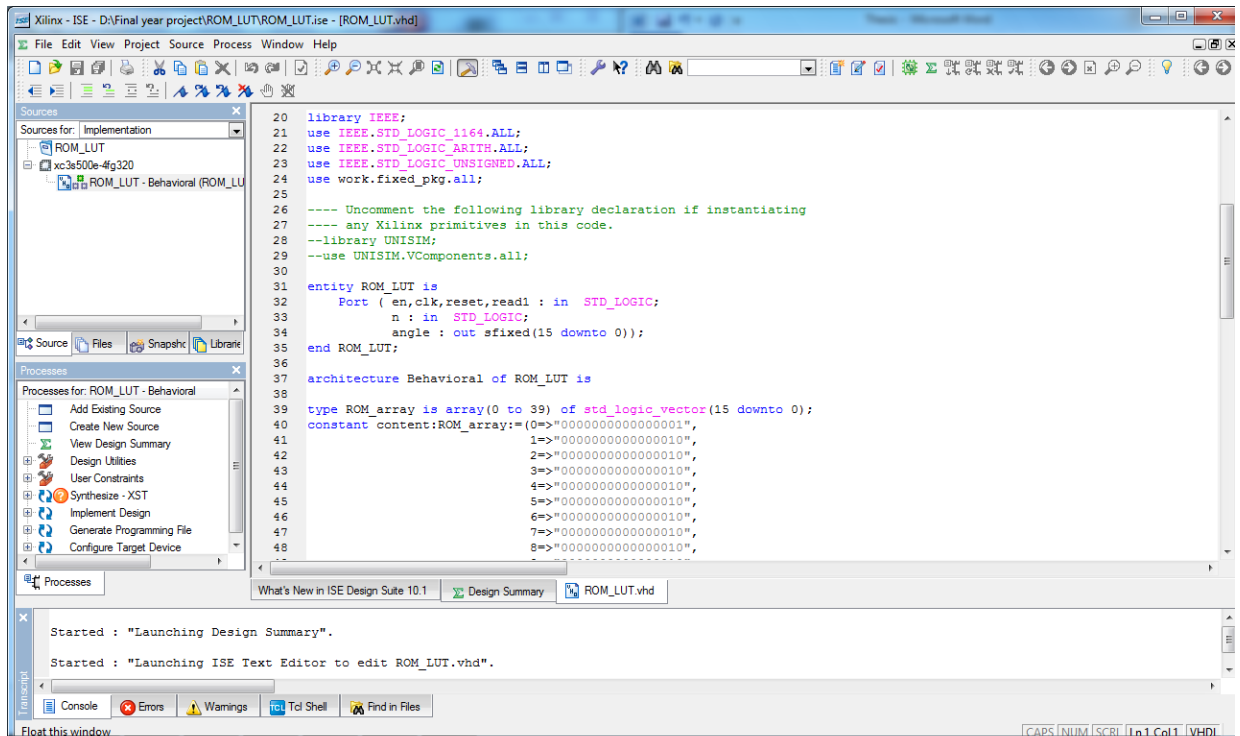 Xilinx - ISE - D:\Final year project\ROM_LUT\ROM_LUT.ise - [ROM_LUT.vhd]
File Edit View Project Source Process Window Help
Sources
Sources for: Implementation
ROM_LUT
xc3s500e-4fg320
ROM_LUT - Behavioral (ROM_LU
Source Files Snapshc Librarie
Processes
Processes for: ROM_LUT - Behavioral
Add Existing Source
Create New Source
View Design Summary
Design Utilities
User Constraints
Synthesize - XST
Implement Design
Generate Programming File
Configure Target Device
Processes
20 library IEEE;
21 use IEEE.STD_LOGIC_1164.ALL;
22 use IEEE.STD_LOGIC_ARITH.ALL;
23 use IEEE.STD_LOGIC_UNSIGNED.ALL;
24 use work.fixed_pkg.all;
25
26 ---- Uncomment the following library declaration if instantiating
27 ---- any Xilinx primitives in this code.
28 --library UNISIM;
29 --use UNISIM.VComponents.all;
30
31 entity ROM_LUT is
32 Port ( en,clk,reset,read1 : in STD_LOGIC;
33 n : in STD_LOGIC;
34 angle : out sfixed(15 downto 0));
35 end ROM_LUT;
36
37 architecture Behavioral of ROM_LUT is
38
39 type ROM_array is array(0 to 39) of std_logic_vector(15 downto 0);
40 constant content:ROM_array:=(0=>"0000000000000001",
41 1=>"0000000000000010",
42 2=>"0000000000000010",
43 3=>"0000000000000010",
44 4=>"0000000000000010",
45 5=>"0000000000000010",
46 6=>"0000000000000010",
47 7=>"0000000000000010",
48 8=>"0000000000000010",
What's New in ISE Design Suite 10.1 Design Summary ROM_LUT.vhd
Started : "Launching Design Summary".
Started : "Launching ISE Text Editor to edit ROM_LUT.vhd".
Transcript
Console Errors Warnings TCL Tcl Shell Find in Files
Float this window
CAPS NUM SCRL Ln 1 Col 1 VHDL